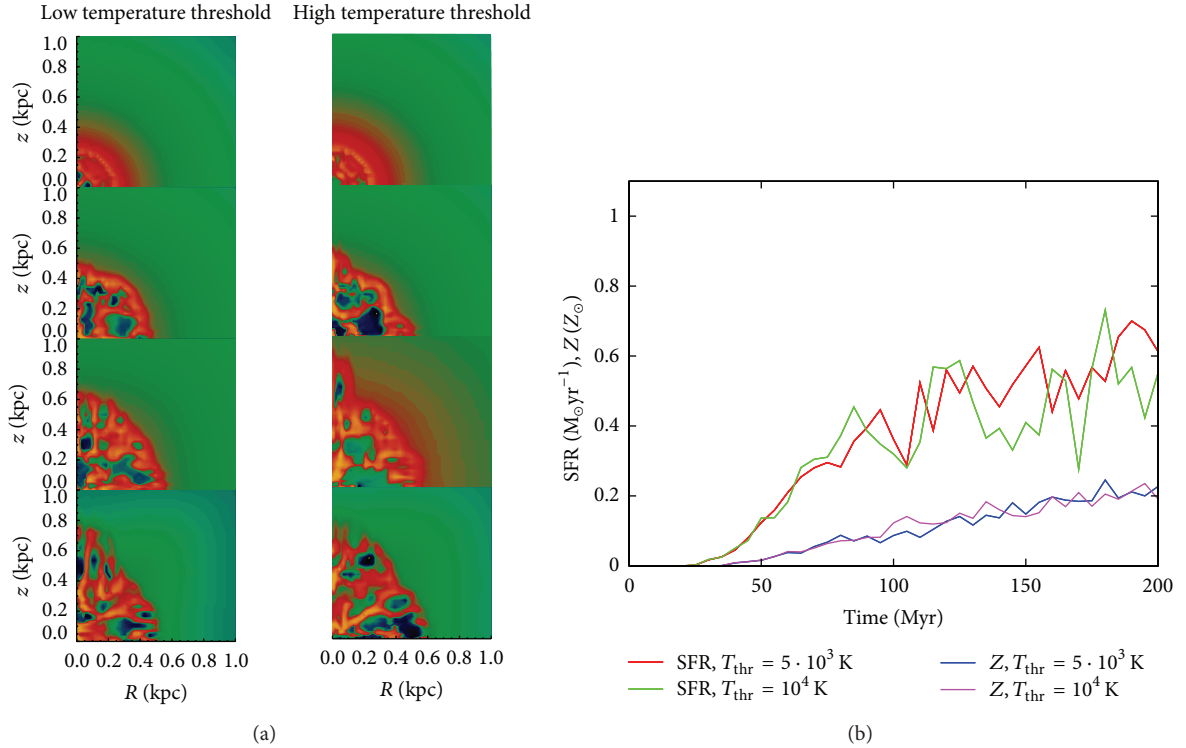 Low temperature threshold
High temperature threshold
1.0
0.8
0.6
0.4
0.2
0.0
z (kpc)
1.0
0.8
0.6
0.4
0.2
0.0
z (kpc)
1.0
0.8
0.6
0.4
0.2
0.0
z (kpc)
1.0
0.8
0.6
0.4
0.2
0.0
z (kpc)
0.0 0.2 0.4 0.6 0.8 1.0
R (kpc)
0.0 0.2 0.4 0.6 0.8 1.0
R (kpc)
(a)
SFR (M⊙yr⁻¹), Z (Z⊙)
1
0.8
0.6
0.4
0.2
0
0 50 100 150 200
Time (Myr)
SFR, Tthr = 5 · 10³ K
SFR, Tthr = 10⁴ K
Z, Tthr = 5 · 10³ K
Z, Tthr = 10⁴ K
(b)